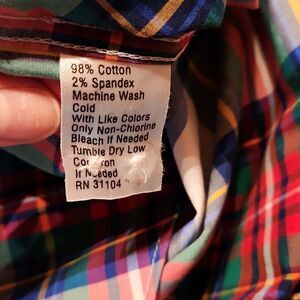 98% Cotton
2% Spandex
Machine Wash
Cold
With Like Colors
Only Non-Chlorine
Bleach If Needed
Tumble Dry Low
Iron
If Needed
RN 31104